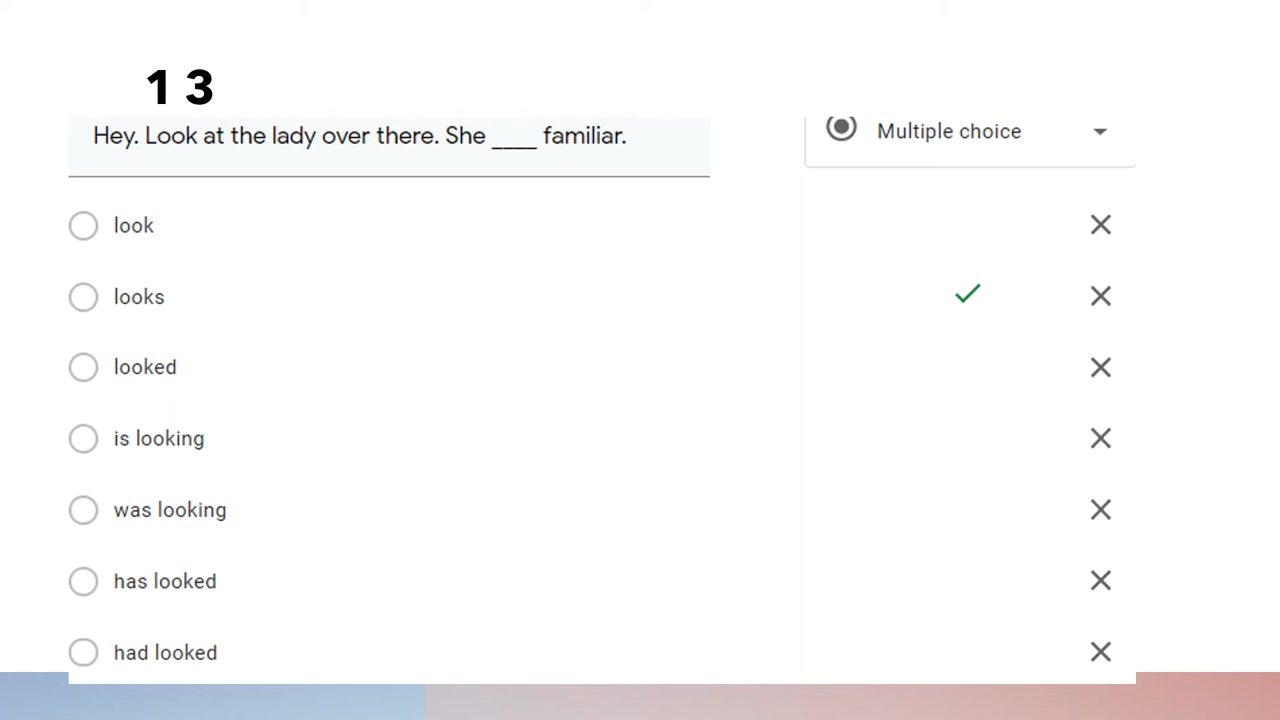 1 3
Hey. Look at the lady over there. She ____ familiar.
Multiple choice
look
looks
looked
is looking
was looking
has looked
had looked